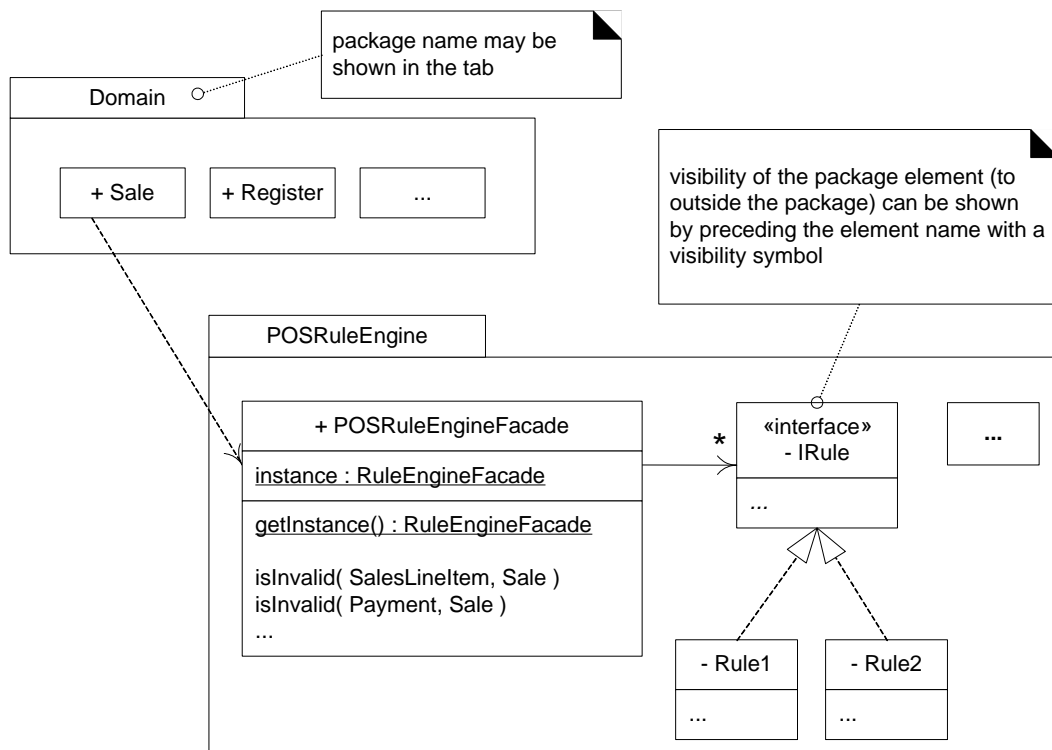 package name may be
shown in the tab
Domain
+ Sale
+ Register
...
visibility of the package element (to
outside the package) can be shown
by preceding the element name with a
visibility symbol
POSRuleEngine
+ POSRuleEngineFacade
instance : RuleEngineFacade
getInstance() : RuleEngineFacade
isInvalid( SalesLineItem, Sale )
isInvalid( Payment, Sale )
...
*
«interface»
- IRule
...
...
- Rule1
...
- Rule2
...